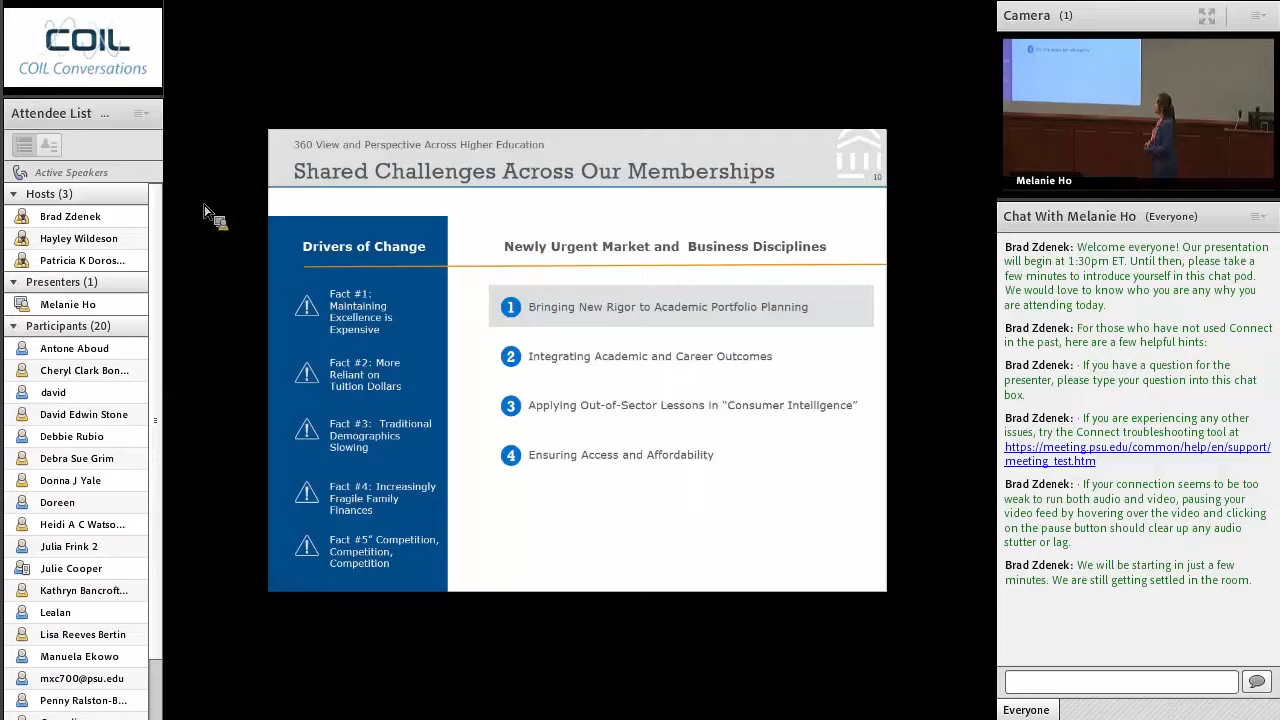 COIL
COIL Conversations
Attendee List ...
Active Speakers
Hosts (3)
Brad Zdenek
Hayley Wildeson
Patricia K Doros...
Presenters (1)
Melanie Ho
Participants (20)
Antone Aboud
Cheryl Clark Bon...
david
David Edwin Stone
Debbie Rubio
Debra Sue Grim
Donna J Yale
Doreen
Heidi A C Watso...
Julia Frink 2
Julie Cooper
Kathryn Bancroft...
Lealan
Lisa Reeves Bertin
Manuela Ekowo
mxc700@psu.edu
Penny Ralston-B...
360 View and Perspective Across Higher Education
Shared Challenges Across Our Memberships
10
Drivers of Change
Fact #1:
Maintaining
Excellence is
Expensive
Fact #2: More
Reliant on
Tuition Dollars
Fact #3: Traditional
Demographics
Slowing
Fact #4: Increasingly
Fragile Family
Finances
Fact #5" Competition,
Competition,
Competition
Newly Urgent Market and Business Disciplines
1 Bringing New Rigor to Academic Portfolio Planning
2 Integrating Academic and Career Outcomes
3 Applying Out-of-Sector Lessons in “Consumer Intelligence”
4 Ensuring Access and Affordability
Camera (1)
Melanie Ho
Chat With Melanie Ho (Everyone)
Brad Zdenek: Welcome everyone! Our presentation
will begin at 1:30pm ET. Until then, please take a
few minutes to introduce yourself in this chat pod.
We would love to know who you are any why you
are attending today.
Brad Zdenek: For those who have not used Connect
in the past, here are a few helpful hints:
Brad Zdenek: · If you have a question for the
presenter, please type your question into this chat
box.
Brad Zdenek: · If you are experiencing any other
issues, try the Connect troubleshooting tool at
https://meeting.psu.edu/common/help/en/support/
meeting_test.htm
Brad Zdenek: · If your connection seems to be too
weak to run both audio and video, pausing your
video feed by hovering over the video and clicking
on the pause button should clear up any audio
stutter or lag.
Brad Zdenek: We will be starting in just a few
minutes. We are still getting settled in the room.
Everyone